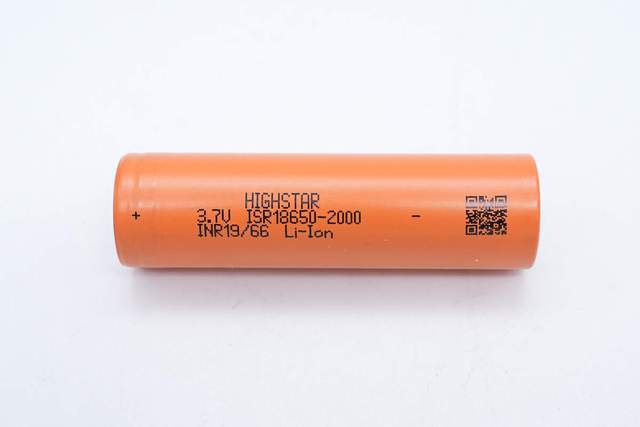 HIGHSTAR
+ 3.7V ISR18650-2000 -
INR19/66 Li-Ion